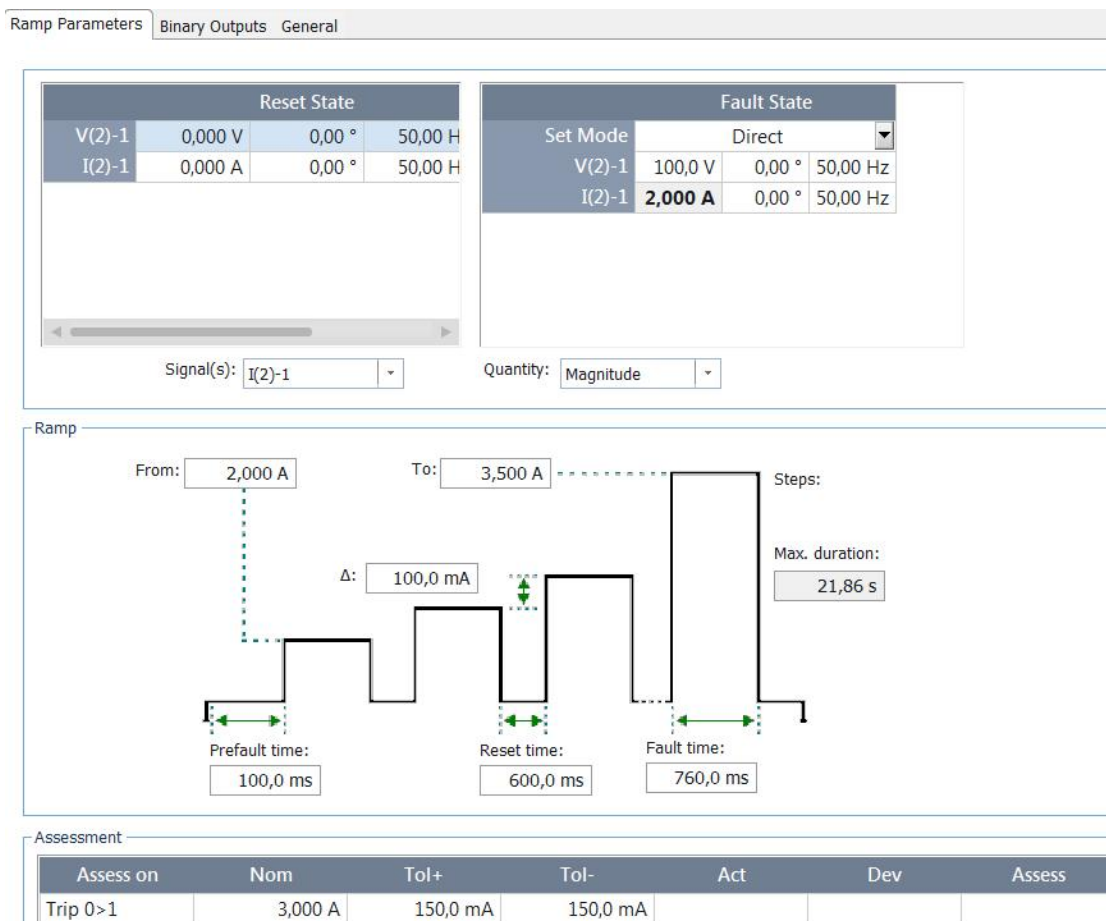 Ramp Parameters Binary Outputs General
Reset State
V(2)-1 0,000 V 0,00 ° 50,00 H
I(2)-1 0,000 A 0,00 ° 50,00 H
Fault State
Set Mode Direct
V(2)-1 100,0 V 0,00 ° 50,00 Hz
I(2)-1 2,000 A 0,00 ° 50,00 Hz
Signal(s): I(2)-1 Quantity: Magnitude
Ramp
From: 2,000 A To: 3,500 A Steps:
Max. duration:
Δ: 100,0 mA 21,86 s
Prefault time: Reset time: Fault time:
100,0 ms 600,0 ms 760,0 ms
Assessment
Assess on Nom Tol+ Tol- Act Dev Assess
Trip 0>1 3,000 A 150,0 mA 150,0 mA